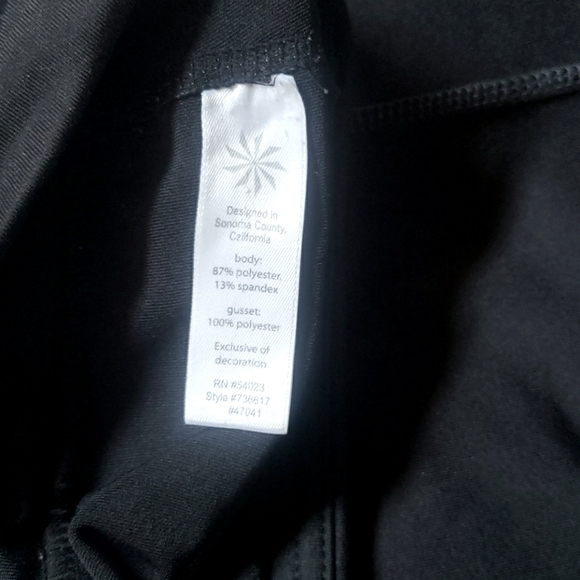 Designed in
Sonoma County,
California
body:
87% polyester,
13% spandex
gusset:
100% polyester
Exclusive of
decoration
RN #54023
Style #736617
#47041